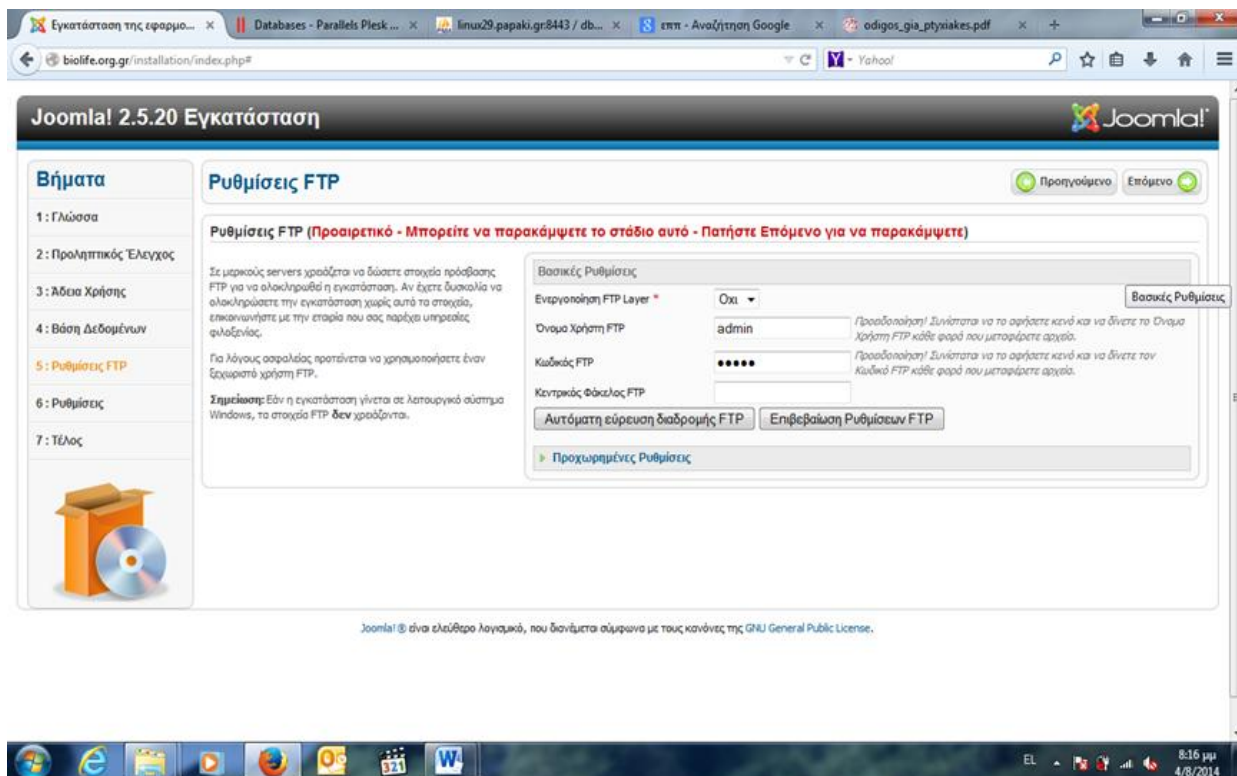 Εγκατάσταση της εφαρμο...
Databases - Parallels Plesk ...
linux29.papaki.gr:8443 / db...
εππ - Αναζήτηση Google
odigos_gia_ptyxiakes.pdf
biolife.org.gr/installation/index.php#
Yahoo!
Joomla! 2.5.20 Εγκατάσταση
Joomla!
Βήματα
1 : Γλώσσα
2 : Προληπτικός Έλεγχος
3 : Άδεια Χρήσης
4 : Βάση Δεδομένων
5 : Ρυθμίσεις FTP
6 : Ρυθμίσεις
7 : Τέλος
Ρυθμίσεις FTP
Προηγούμενο
Επόμενο
Ρυθμίσεις FTP (Προαιρετικό - Μπορείτε να παρακάμψετε το στάδιο αυτό - Πατήστε Επόμενο για να παρακάμψετε)
Σε μερικούς servers χρειάζεται να δώσετε στοιχεία πρόσβασης
FTP για να ολοκληρωθεί η εγκατάσταση. Αν έχετε δυσκολία να
ολοκληρώσετε την εγκατάσταση χωρίς αυτά τα στοιχεία,
επικοινωνήστε με την εταιρία που σας παρέχει υπηρεσίες
φιλοξενίας.
Για λόγους ασφαλείας προτείνεται να χρησιμοποιήσετε έναν
ξεχωριστό χρήστη FTP.
Σημείωση: Εάν η εγκατάσταση γίνεται σε λειτουργικό σύστημα
Windows, τα στοιχεία FTP δεν χρειάζονται.
Βασικές Ρυθμίσεις
Ενεργοποίηση FTP Layer *
Όχι
Βασικές Ρυθμίσεις
Όνομα Χρήστη FTP
admin
Προειδοποίηση! Συνίσταται να το αφήσετε κενό και να δίνετε το Όνομα
Χρήστη FTP κάθε φορά που μεταφέρετε αρχεία.
Κωδικός FTP
●●●●●
Προειδοποίηση! Συνίσταται να το αφήσετε κενό και να δίνετε τον
Κωδικό FTP κάθε φορά που μεταφέρετε αρχεία.
Κεντρικός Φάκελος FTP
Αυτόματη εύρεση διαδρομής FTP
Επιβεβαίωση Ρυθμίσεων FTP
Προχωρημένες Ρυθμίσεις
Joomla! ® είναι ελεύθερο λογισμικό, που διανέμεται σύμφωνα με τους κανόνες της GNU General Public License.
321
W
EL
8:16 μμ
4/8/2014